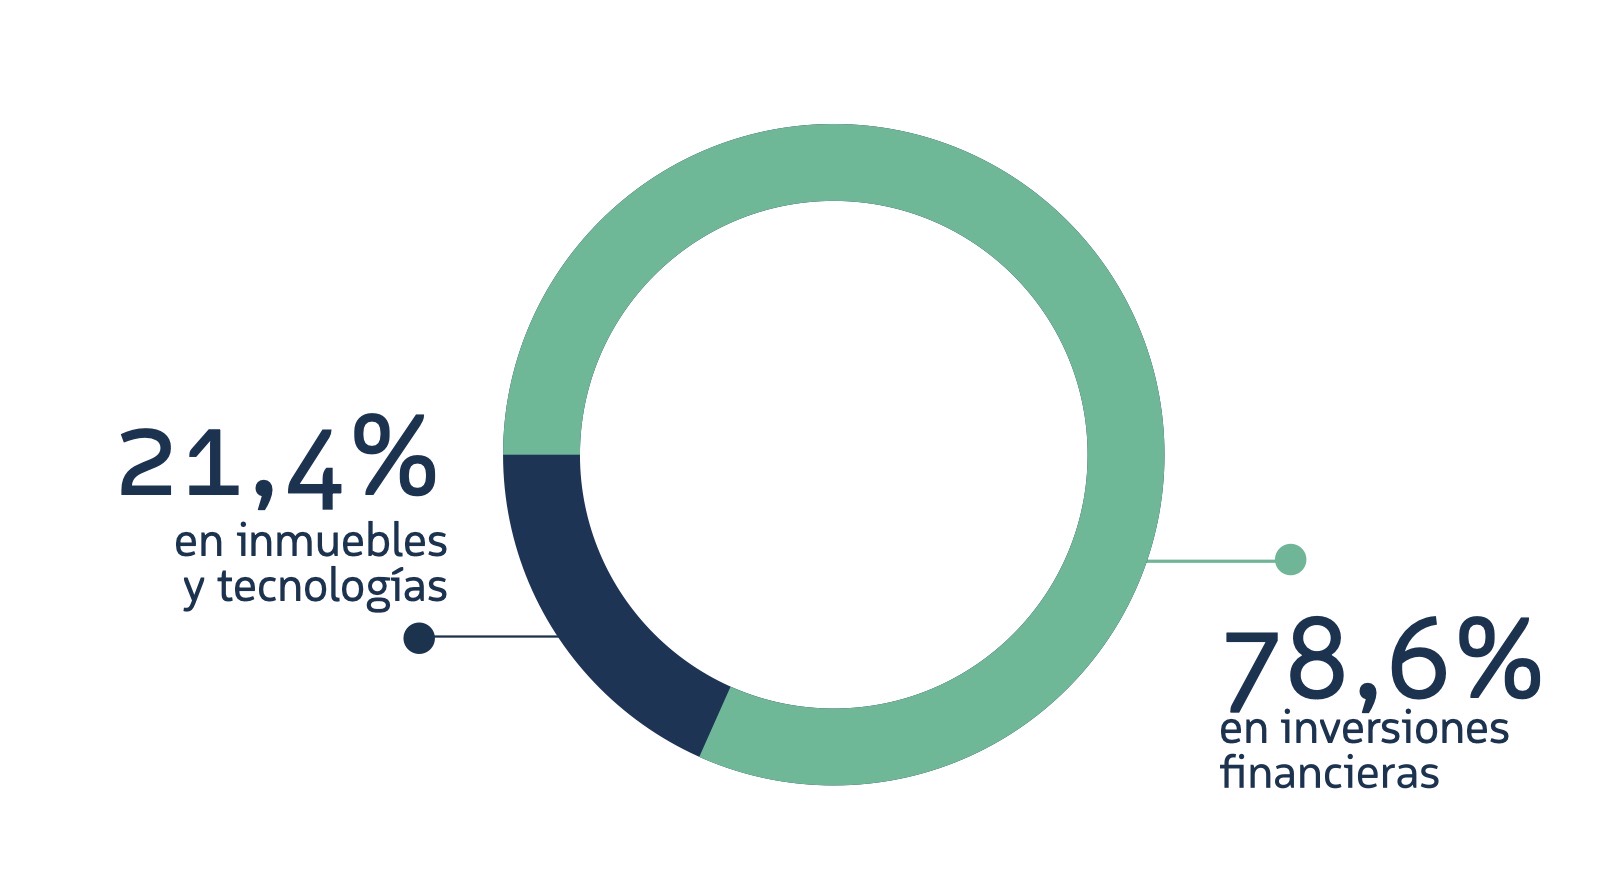 21,4%
en inmuebles
y tecnologías
78,6%
en inversiones
financieras